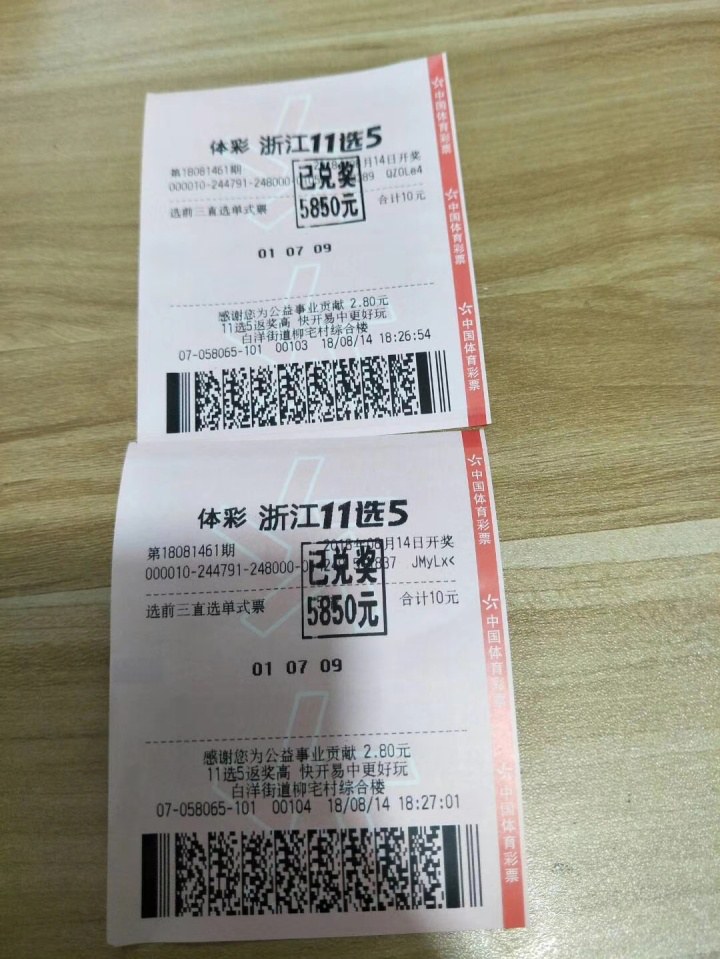 体彩 浙江11选5
第18081461期 月14日开奖
000010-244791-248000- 89 QZOLe4
已兑奖
5850元
选前三直选单式票 合计10元
01 07 09
感谢您为公益事业贡献 2.80元
11选5返奖高 快开易中更好玩
白洋街道柳宅村综合楼
07-058065-101 00103 18/08/14 18:26:54
中国体育彩票
中国体育彩票
中国体育彩票
体彩 浙江11选5
第18081461期 2018年08月14日开奖
000010-244791-248000- 837 JMyLx<
已兑奖
5850元
选前三直选单式票 合计10元
01 07 09
感谢您为公益事业贡献 2.80元
11选5返奖高 快开易中更好玩
白洋街道柳宅村综合楼
07-058065-101 00104 18/08/14 18:27:01
中国体育彩票
中国体育彩票
中国体育彩票